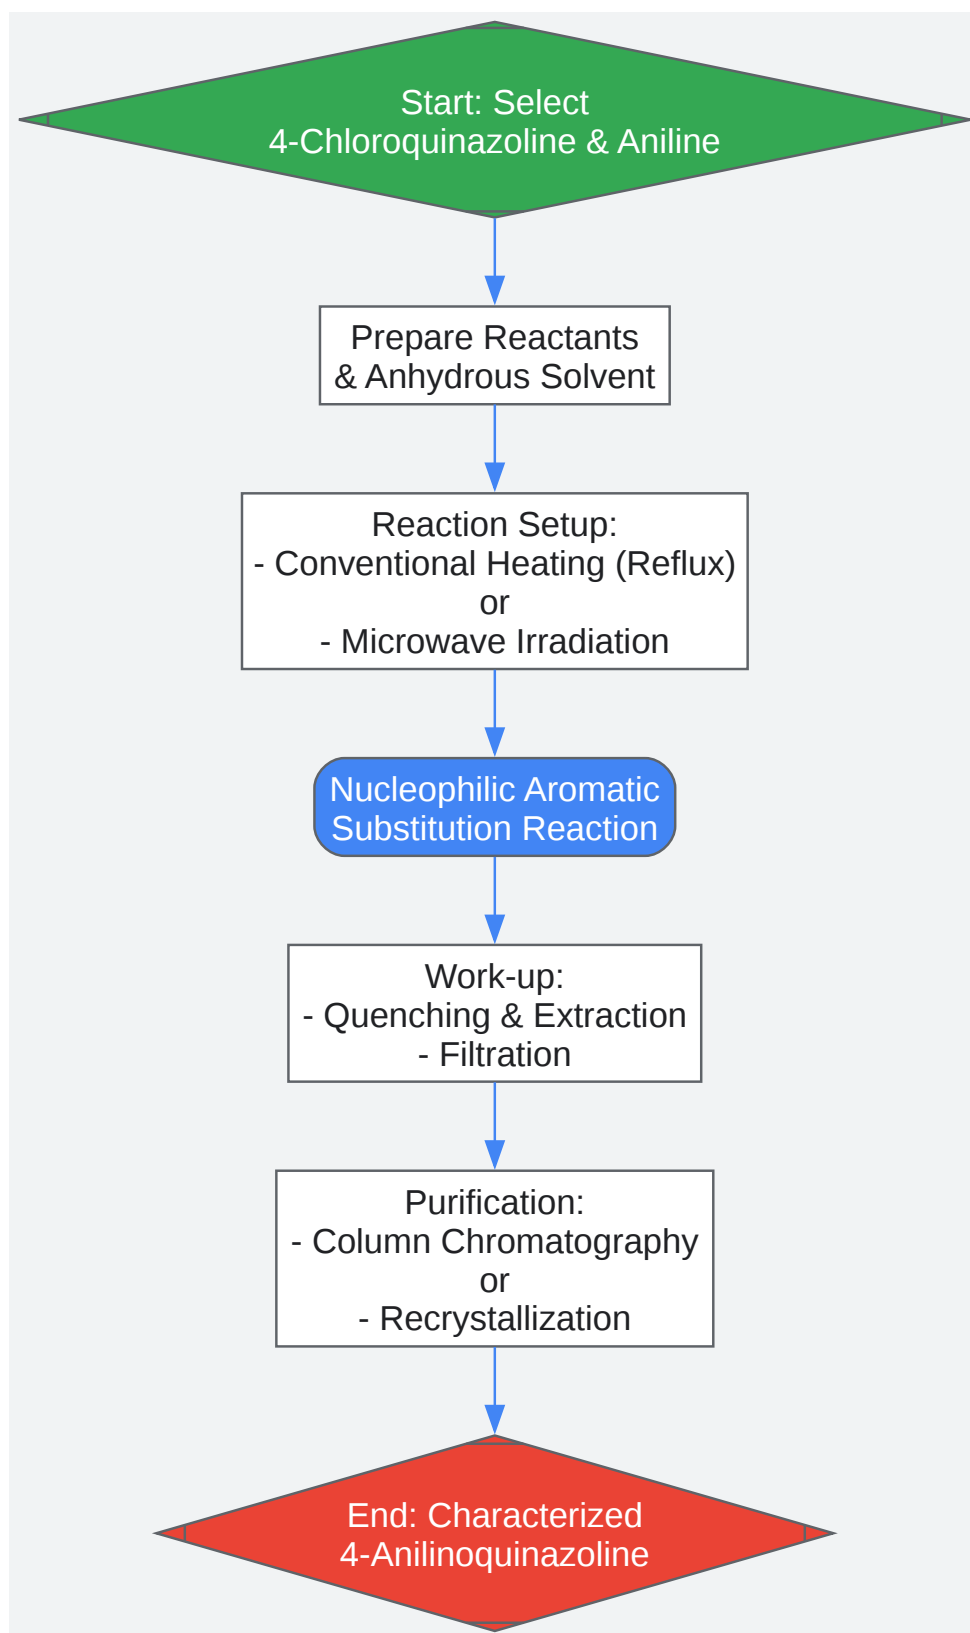 Start: Select
4-Chloroquinazoline & Aniline
Prepare Reactants
& Anhydrous Solvent
Reaction Setup:
- Conventional Heating (Reflux)
or
- Microwave Irradiation
Nucleophilic Aromatic
Substitution Reaction
Work-up:
- Quenching & Extraction
- Filtration
Purification:
- Column Chromatography
or
- Recrystallization
End: Characterized
4-Anilinoquinazoline